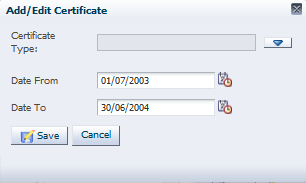 Add/Edit Certificate
Certificate
Type:
Date From 01/07/2003
Date To 30/06/2004
Save Cancel